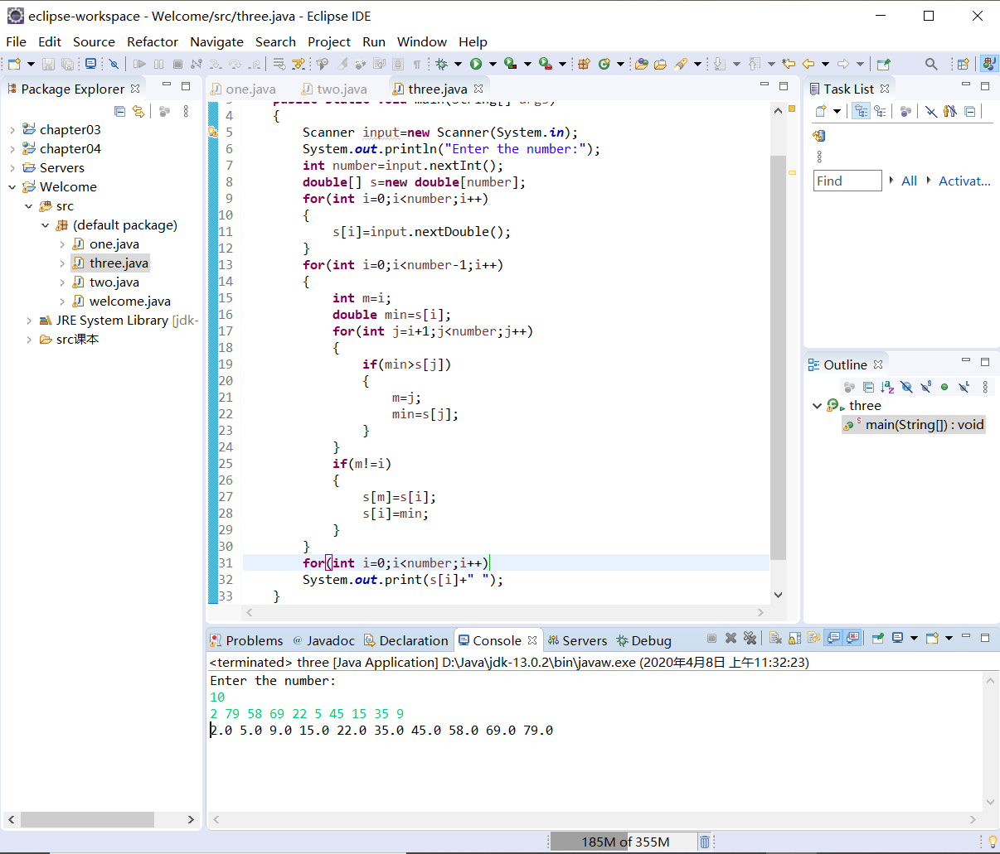 eclipse-workspace - Welcome/src/three.java - Eclipse IDE
File Edit Source Refactor Navigate Search Project Run Window Help
Package Explorer
chapter03
chapter04
Servers
Welcome
src
(default package)
one.java
three.java
two.java
welcome.java
JRE System Library [jdk-
src课本
one.java two.java three.java
public static void main(String[] args)
4 {
5 Scanner input=new Scanner(System.in);
6 System.out.println("Enter the number:");
7 int number=input.nextInt();
8 double[] s=new double[number];
9 for(int i=0;i<number;i++)
10 {
11 s[i]=input.nextDouble();
12 }
13 for(int i=0;i<number-1;i++)
14 {
15 int m=i;
16 double min=s[i];
17 for(int j=i+1;j<number;j++)
18 {
19 if(min>s[j])
20 {
21 m=j;
22 min=s[j];
23 }
24 }
25 if(m!=i)
26 {
27 s[m]=s[i];
28 s[i]=min;
29 }
30 }
31 for(int i=0;i<number;i++)
32 System.out.print(s[i]+" ");
33 }
Task List
Find All Activat...
Outline
three
main(String[]) : void
Problems Javadoc Declaration Console Servers Debug
<terminated> three [Java Application] D:\Java\jdk-13.0.2\bin\javaw.exe (2020年4月8日 上午11:32:23)
Enter the number:
10
2 79 58 69 22 5 45 15 35 9
2.0 5.0 9.0 15.0 22.0 35.0 45.0 58.0 69.0 79.0
185M of 355M